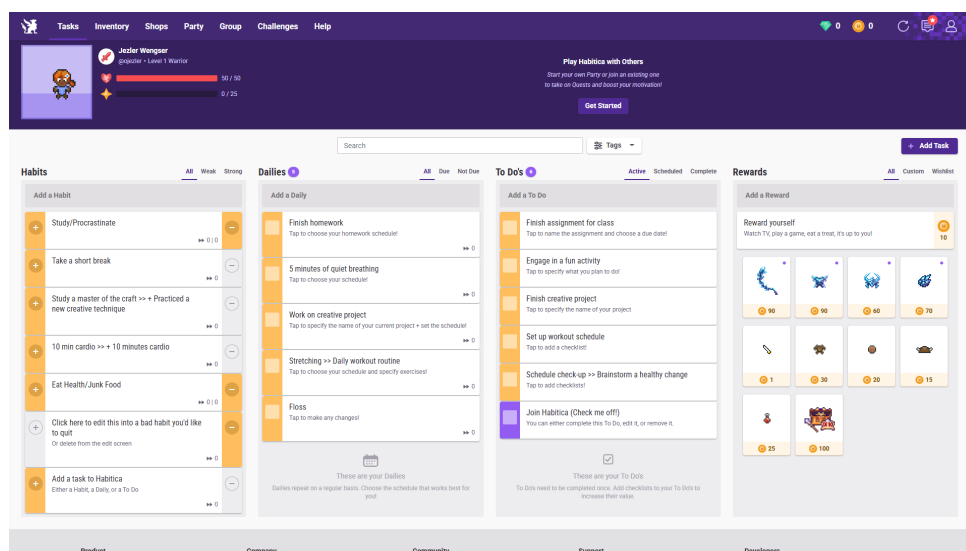 Tasks Inventory Shops Party Group Challenges Help 0 0
Jezler Wengser
@ojezler • Level 1 Warrior
50 / 50
0 / 25
Play Habitica with Others
Start your own Party or join an existing one
to take on Quests and boost your motivation!
Get Started
Search
Tags
+ Add Task
Habits
All Weak Strong
Add a Habit
Study/Procrastinate
0 | 0
Take a short break
0
Study a master of the craft >> + Practiced a
new creative technique
0
10 min cardio >> + 10 minutes cardio
0
Eat Health/Junk Food
0 | 0
Click here to edit this into a bad habit you'd like
to quit
Or delete from the edit screen
0
Add a task to Habitica
Either a Habit, a Daily, or a To Do
0
Dailies
All Due Not Due
Add a Daily
Finish homework
Tap to choose your homework schedule!
0
5 minutes of quiet breathing
Tap to choose your schedule!
0
Work on creative project
Tap to specify the name of your current project + set the schedule!
0
Stretching >> Daily workout routine
Tap to choose your schedule and specify exercises!
0
Floss
Tap to make any changes!
0
These are your Dailies
Dailies repeat on a regular basis. Choose the schedule that works best for
you!
To Do's
Active Scheduled Complete
Add a To Do
Finish assignment for class
Tap to name the assignment and choose a due date!
Engage in a fun activity
Tap to specify what you plan to do!
Finish creative project
Tap to specify the name of your project
Set up workout schedule
Tap to add a checklist!
Schedule check-up >> Brainstorm a healthy change
Tap to add checklists!
Join Habitica (Check me off!)
You can either complete this To Do, edit it, or remove it.
These are your To Do's
To Do's need to be completed once. Add checklists to your To Do's to
increase their value.
Rewards
All Custom Wishlist
Add a Reward
Reward yourself
Watch TV, play a game, eat a treat, it's up to you!
10
90 90 60 70
1 30 20 15
25 100
Product Company Community Support Developers